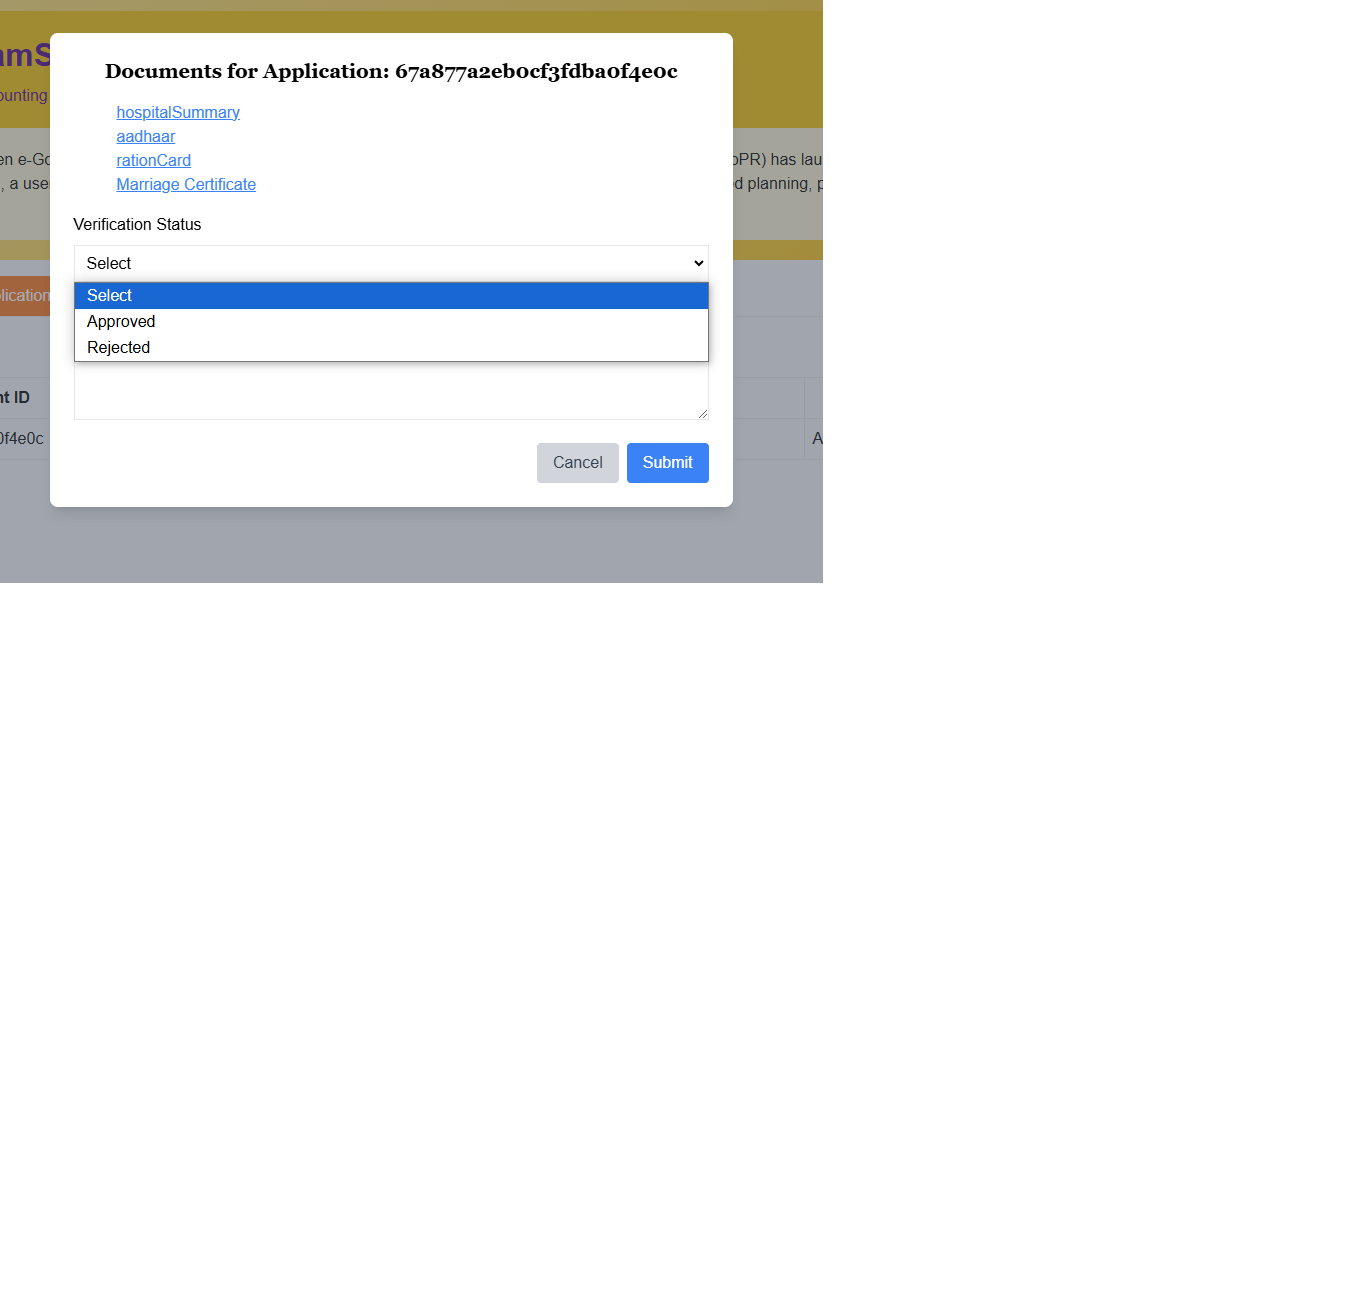 amS
ounting
Documents for Application: 67a877a2eb0cf3fdba0f4e0c
hospitalSummary
aadhaar
rationCard
Marriage Certificate
en e-Go
oPR) has lau
, a use
d planning, p
Verification Status
Select
Select
Approved
Rejected
lication
nt ID
0f4e0c
A
Cancel
Submit